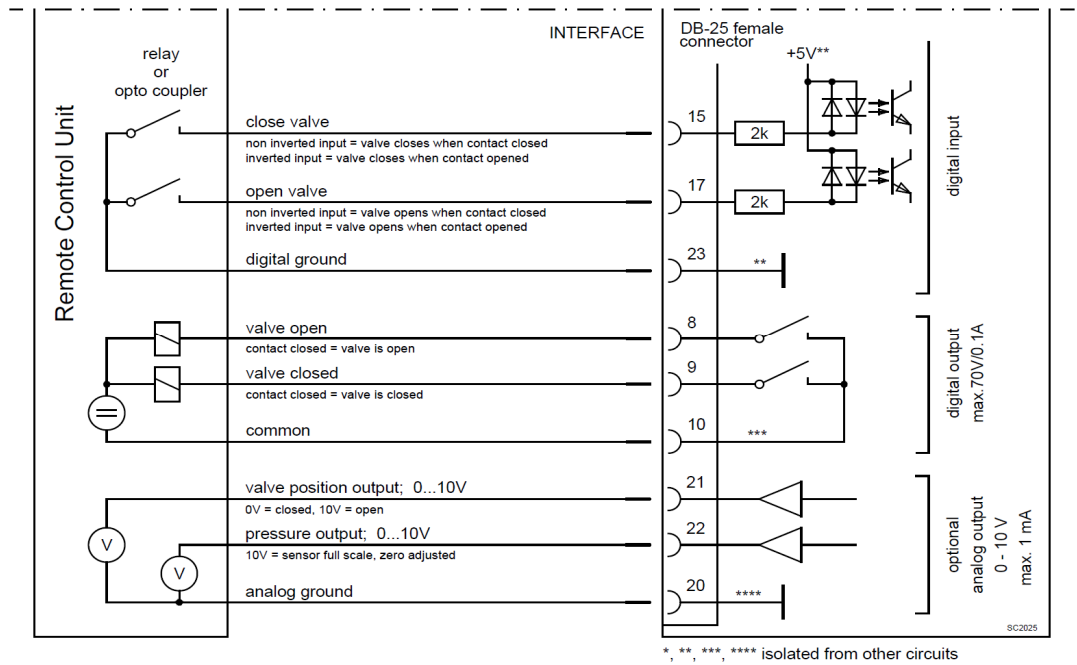 INTERFACE
DB-25 female
connector
+5V**
relay
or
opto coupler
Remote Control Unit
close valve
non inverted input = valve closes when contact closed
inverted input = valve closes when contact opened
15
2k
open valve
non inverted input = valve opens when contact closed
inverted input = valve opens when contact opened
17
2k
digital ground
23
**
digital input
valve open
contact closed = valve is open
8
valve closed
contact closed = valve is closed
9
common
10
***
digital output
max.70V/0.1A
valve position output; 0...10V
0V = closed, 10V = open
21
pressure output; 0...10V
10V = sensor full scale, zero adjusted
22
V
V
analog ground
20
****
optional
analog output
0 - 10 V
max. 1 mA
SC2025
*, **, ***, **** isolated from other circuits